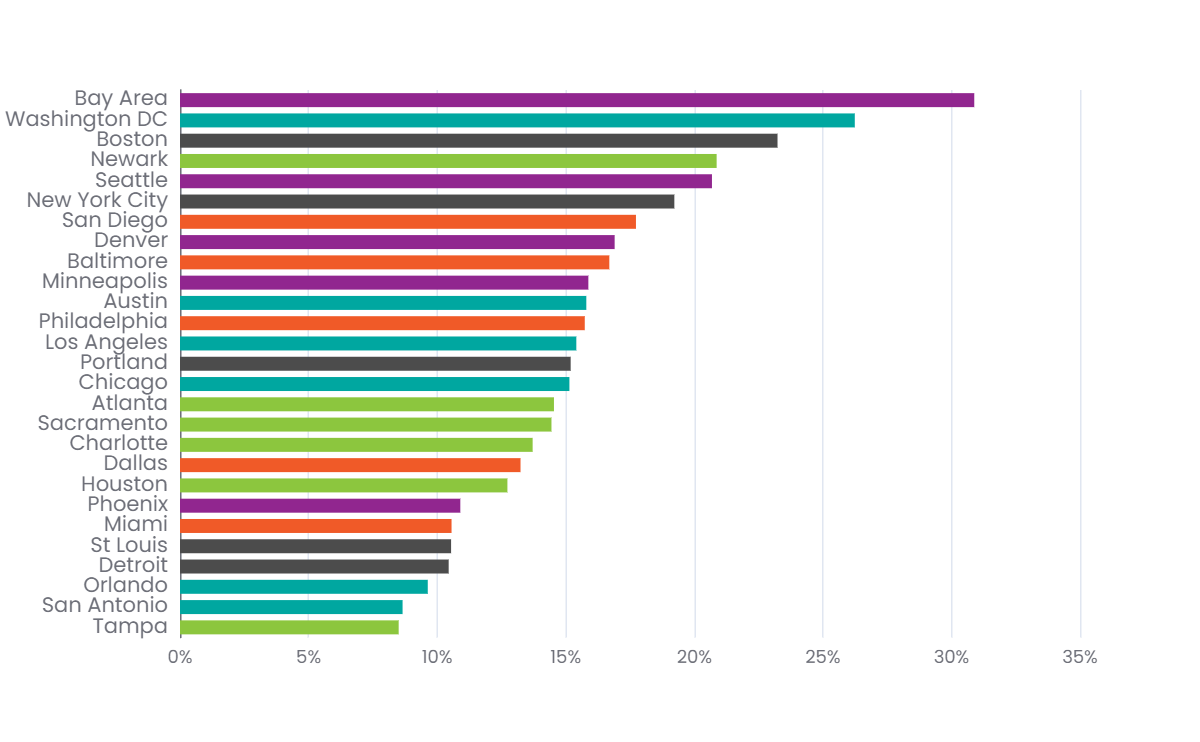 Bay Area
Washington DC
Boston
Newark
Seattle
New York City
San Diego
Denver
Baltimore
Minneapolis
Austin
Philadelphia
Los Angeles
Portland
Chicago
Atlanta
Sacramento
Charlotte
Dallas
Houston
Phoenix
Miami
St Louis
Detroit
Orlando
San Antonio
Tampa
0% 5% 10% 15% 20% 25% 30% 35%